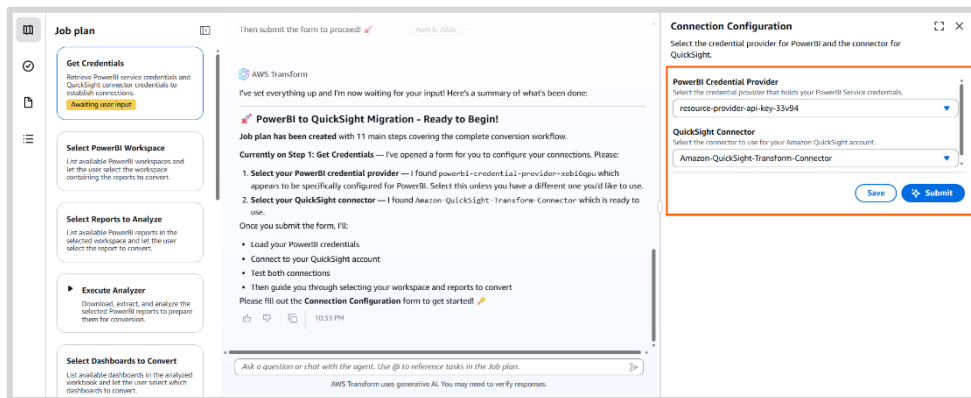 Job plan
Get Credentials
Retrieve PowerBI service credentials and
QuickSight connector credentials to
establish connections.
Awaiting user input
Select PowerBI Workspace
List available PowerBI workspaces and
let the user select the workspace
containing the reports to convert.
Select Reports to Analyze
List available PowerBI reports in the
selected workspace and let the user
select the report to convert.
Execute Analyzer
Download, extract, and analyze the
selected PowerBI reports to prepare
them for conversion.
Select Dashboards to Convert
List available dashboards in the analyzed
workbook and let the user select which
dashboards to convert.
Then submit the form to proceed! 🚀
April 6, 2026
AWS Transform
I've set everything up and I'm now waiting for your input! Here's a summary of what's been done:
🚀 PowerBI to QuickSight Migration - Ready to Begin!
Job plan has been created with 11 main steps covering the complete conversion workflow.
Currently on Step 1: Get Credentials — I've opened a form for you to configure your connections. Please:
1. Select your PowerBI credential provider — I found powerbi-credential-provider-xebi6qpu which
appears to be specifically configured for PowerBI. Select this unless you have a different one you'd like to use.
2. Select your QuickSight connector — I found Amazon-QuickSight-Transform-Connector which is ready to
use.
Once you submit the form, I'll:
• Load your PowerBI credentials
• Connect to your QuickSight account
• Test both connections
• Then guide you through selecting your workspace and reports to convert
Please fill out the Connection Configuration form to get started! 🔑
10:33 PM
Ask a question or chat with the agent. Use @ to reference tasks in the Job plan.
AWS Transform uses generative AI. You may need to verify responses.
Connection Configuration
Select the credential provider for PowerBI and the connector for
QuickSight.
PowerBI Credential Provider
Select the credential provider that holds your PowerBI Service credentials.
resource-provider-api-key-33v94
QuickSight Connector
Select the connector to use for your Amazon QuickSight account.
Amazon-QuickSight-Transform-Connector
Save
Submit